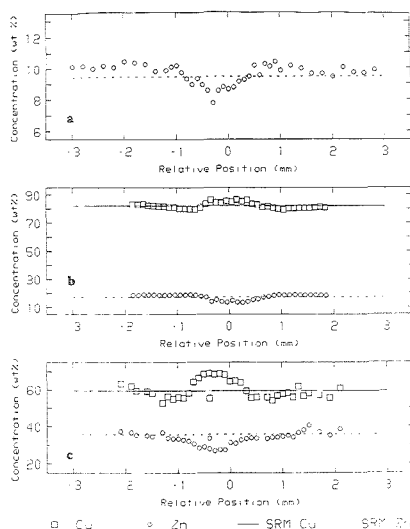 Concentration (wt %)
12
10
8
6
a
-3
-2
-1
0
1
2
3
Relative Position (mm)
Concentration (wt%)
90
70
50
30
10
b
-3
-2
-1
0
1
2
3
Relative Position (mm)
Concentration (wt%)
60
40
20
c
-3
-2
-1
0
1
2
3
Relative Position (mm)
Cu
Zn
SRM Cu
SRM